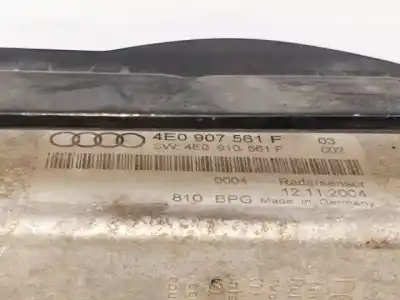 4E0 907 561 F 03
SW: 4E0 910 561 F 002
0004 Radarsensor
12.11.2004
810 BPG Made in Germany